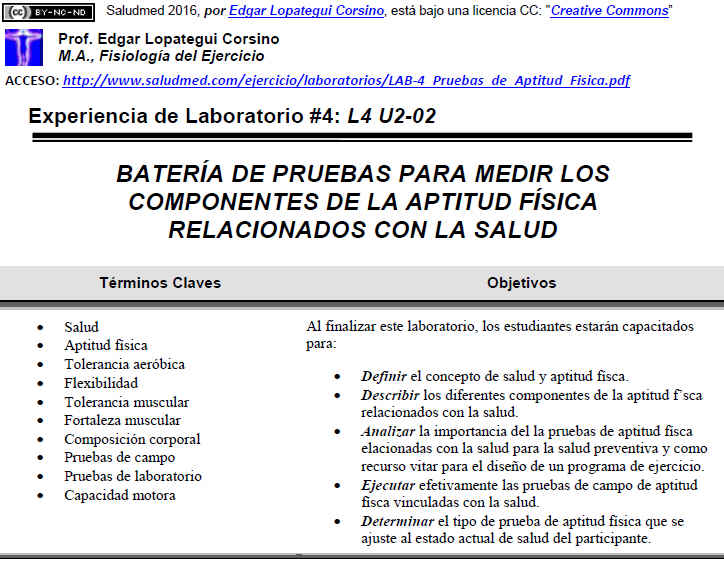 (cc) BY-NC-ND Saludmed 2016, por Edgar Lopategui Corsino, está bajo una licencia CC: "Creative Commons"
Prof. Edgar Lopategui Corsino
M.A., Fisiología del Ejercicio
ACCESO: http://www.saludmed.com/ejercicio/laboratorios/LAB-4_Pruebas_de_Aptitud_Fisica.pdf
Experiencia de Laboratorio #4: L4 U2-02
BATERÍA DE PRUEBAS PARA MEDIR LOS
COMPONENTES DE LA APTITUD FÍSICA
RELACIONADOS CON LA SALUD
Términos Claves
• Salud
• Aptitud física
• Tolerancia aeróbica
• Flexibilidad
• Tolerancia muscular
• Fortaleza muscular
• Composición corporal
• Pruebas de campo
• Pruebas de laboratorio
• Capacidad motora
Objetivos
Al finalizar este laboratorio, los estudiantes estarán capacitados
para:
• Definir el concepto de salud y aptitud físca.
• Describir los diferentes componentes de la aptitud f´sca
relacionados con la salud.
• Analizar la importancia del la pruebas de aptitud físca
elacionadas con la salud para la salud preventiva y como
recurso vitar para el diseño de un programa de ejercicio.
• Ejecutar efetivamente las pruebas de campo de aptitud
físca vinculadas con la salud.
• Determinar el tipo de prueba de aptitud física que se
ajuste al estado actual de salud del participante.